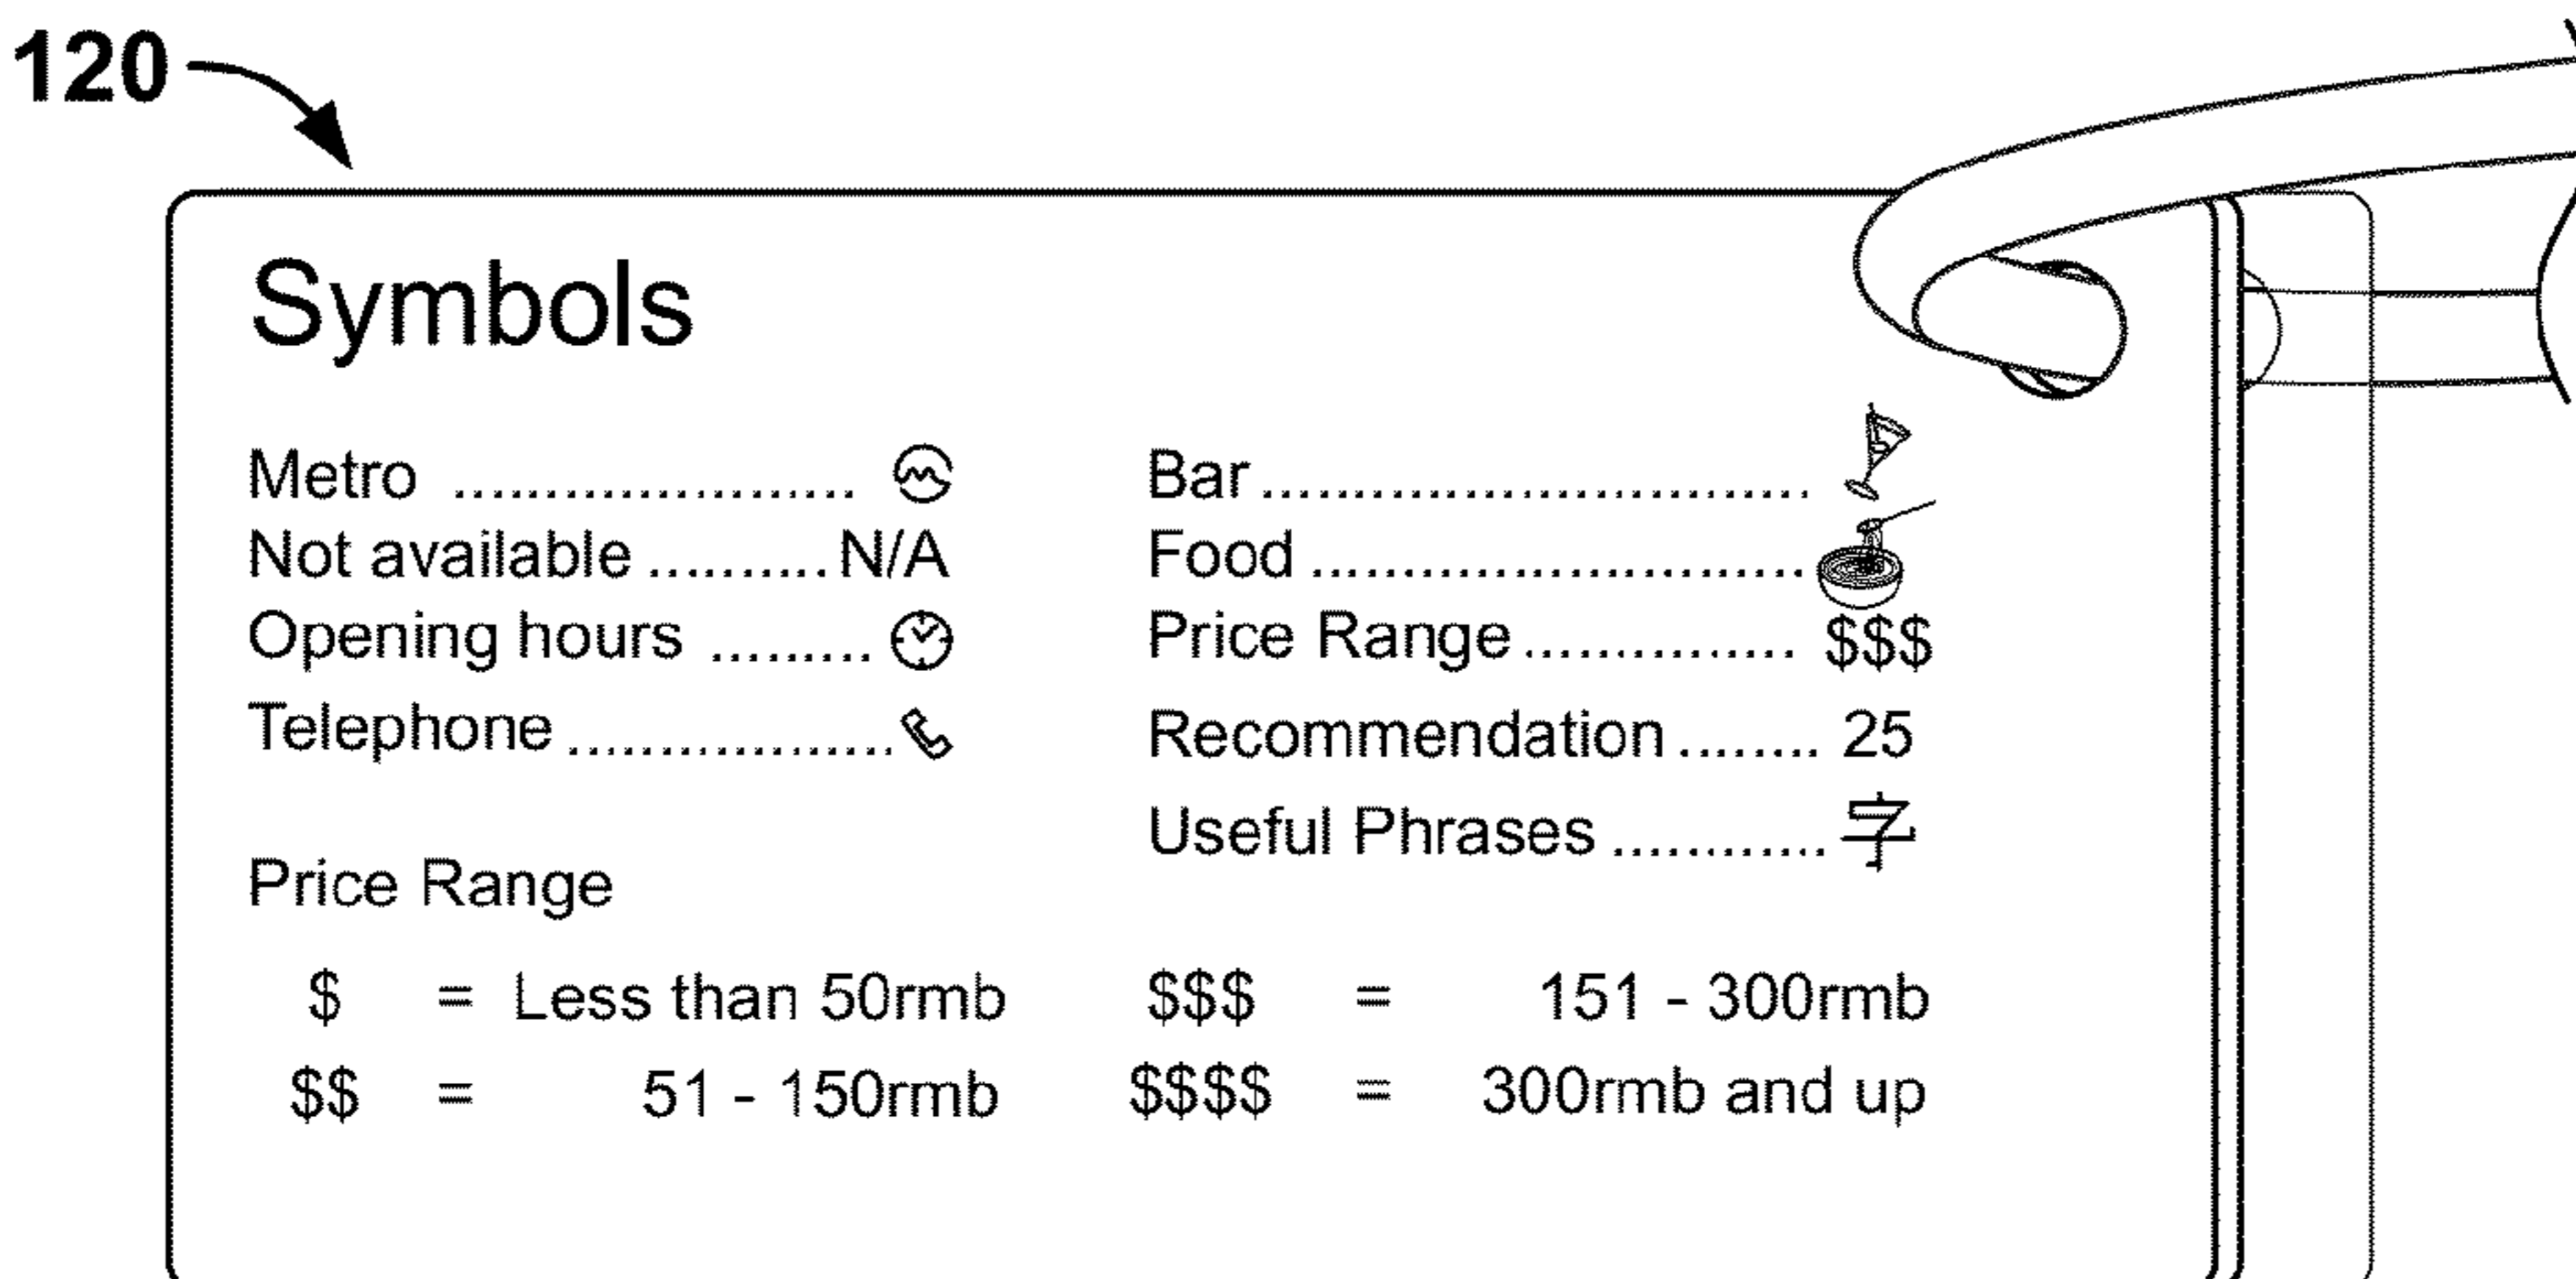 120
Symbols
Metro ...................... 
Not available .......... N/A
Opening hours .........
Telephone ..................
Bar ..............................
Food ...........................
Price Range ............... $$$
Recommendation ........ 25
Useful Phrases ............ 字
Price Range
$ = Less than 50rmb
$$ = 51 - 150rmb
$$$ = 151 - 300rmb
$$$$ = 300rmb and up